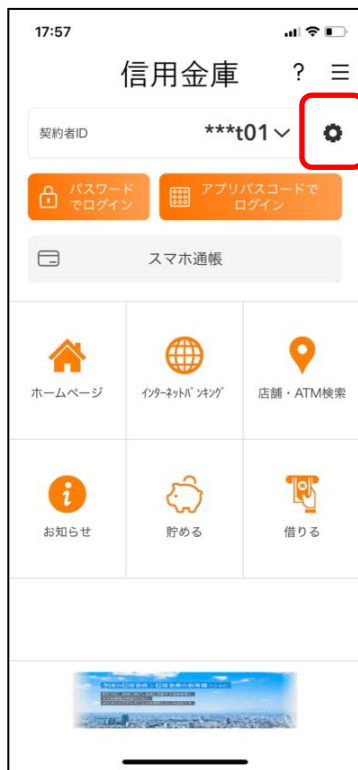 17:57
信用金庫 ?
契約者ID ***t01
パスワード
でログイン
アプリパスコードで
ログイン
スマホ通帳
ホームページ
インターネットバンキング
店舗・ATM検索
お知らせ
貯める
借りる